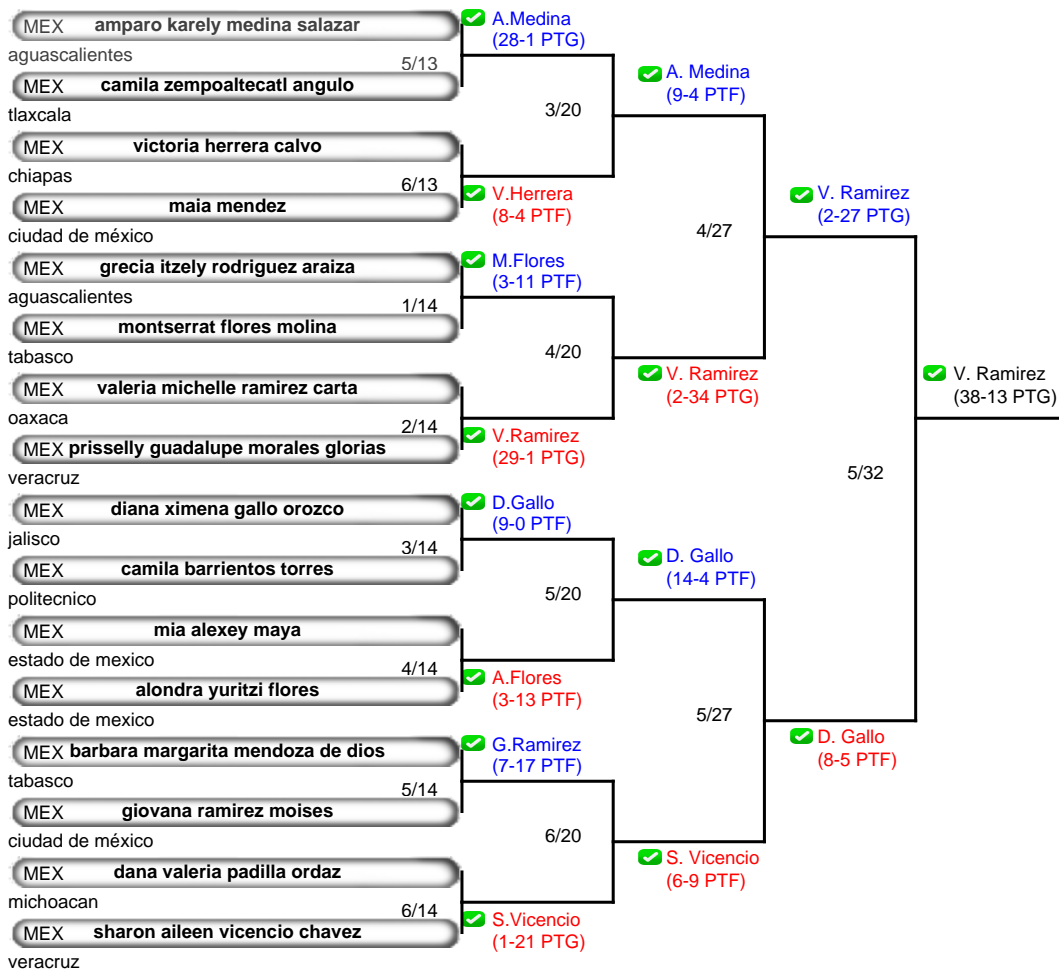 MEX amparo karely medina salazar
aguascalientes
5/13
MEX camila zempoaltecatl angulo
tlaxcala
MEX victoria herrera calvo
chiapas
6/13
MEX maia mendez
ciudad de méxico
MEX grecia itzely rodriguez araiza
aguascalientes
1/14
MEX montserrat flores molina
tabasco
MEX valeria michelle ramirez carta
oaxaca
2/14
MEX prisselly guadalupe morales glorias
veracruz
MEX diana ximena gallo orozco
jalisco
3/14
MEX camila barrientos torres
politecnico
MEX mia alexey maya
estado de mexico
4/14
MEX alondra yuritzi flores
estado de mexico
MEX barbara margarita mendoza de dios
tabasco
5/14
MEX giovana ramirez moises
ciudad de méxico
MEX dana valeria padilla ordaz
michoacan
6/14
MEX sharon aileen vicencio chavez
veracruz
A.Medina
(28-1 PTG)
3/20
V.Herrera
(8-4 PTF)
M.Flores
(3-11 PTF)
4/20
V.Ramirez
(29-1 PTG)
D.Gallo
(9-0 PTF)
5/20
A.Flores
(3-13 PTF)
G.Ramirez
(7-17 PTF)
6/20
S.Vicencio
(1-21 PTG)
A. Medina
(9-4 PTF)
4/27
V. Ramirez
(2-34 PTG)
D. Gallo
(14-4 PTF)
5/27
S. Vicencio
(6-9 PTF)
V. Ramirez
(2-27 PTG)
5/32
D. Gallo
(8-5 PTF)
V. Ramirez
(38-13 PTG)